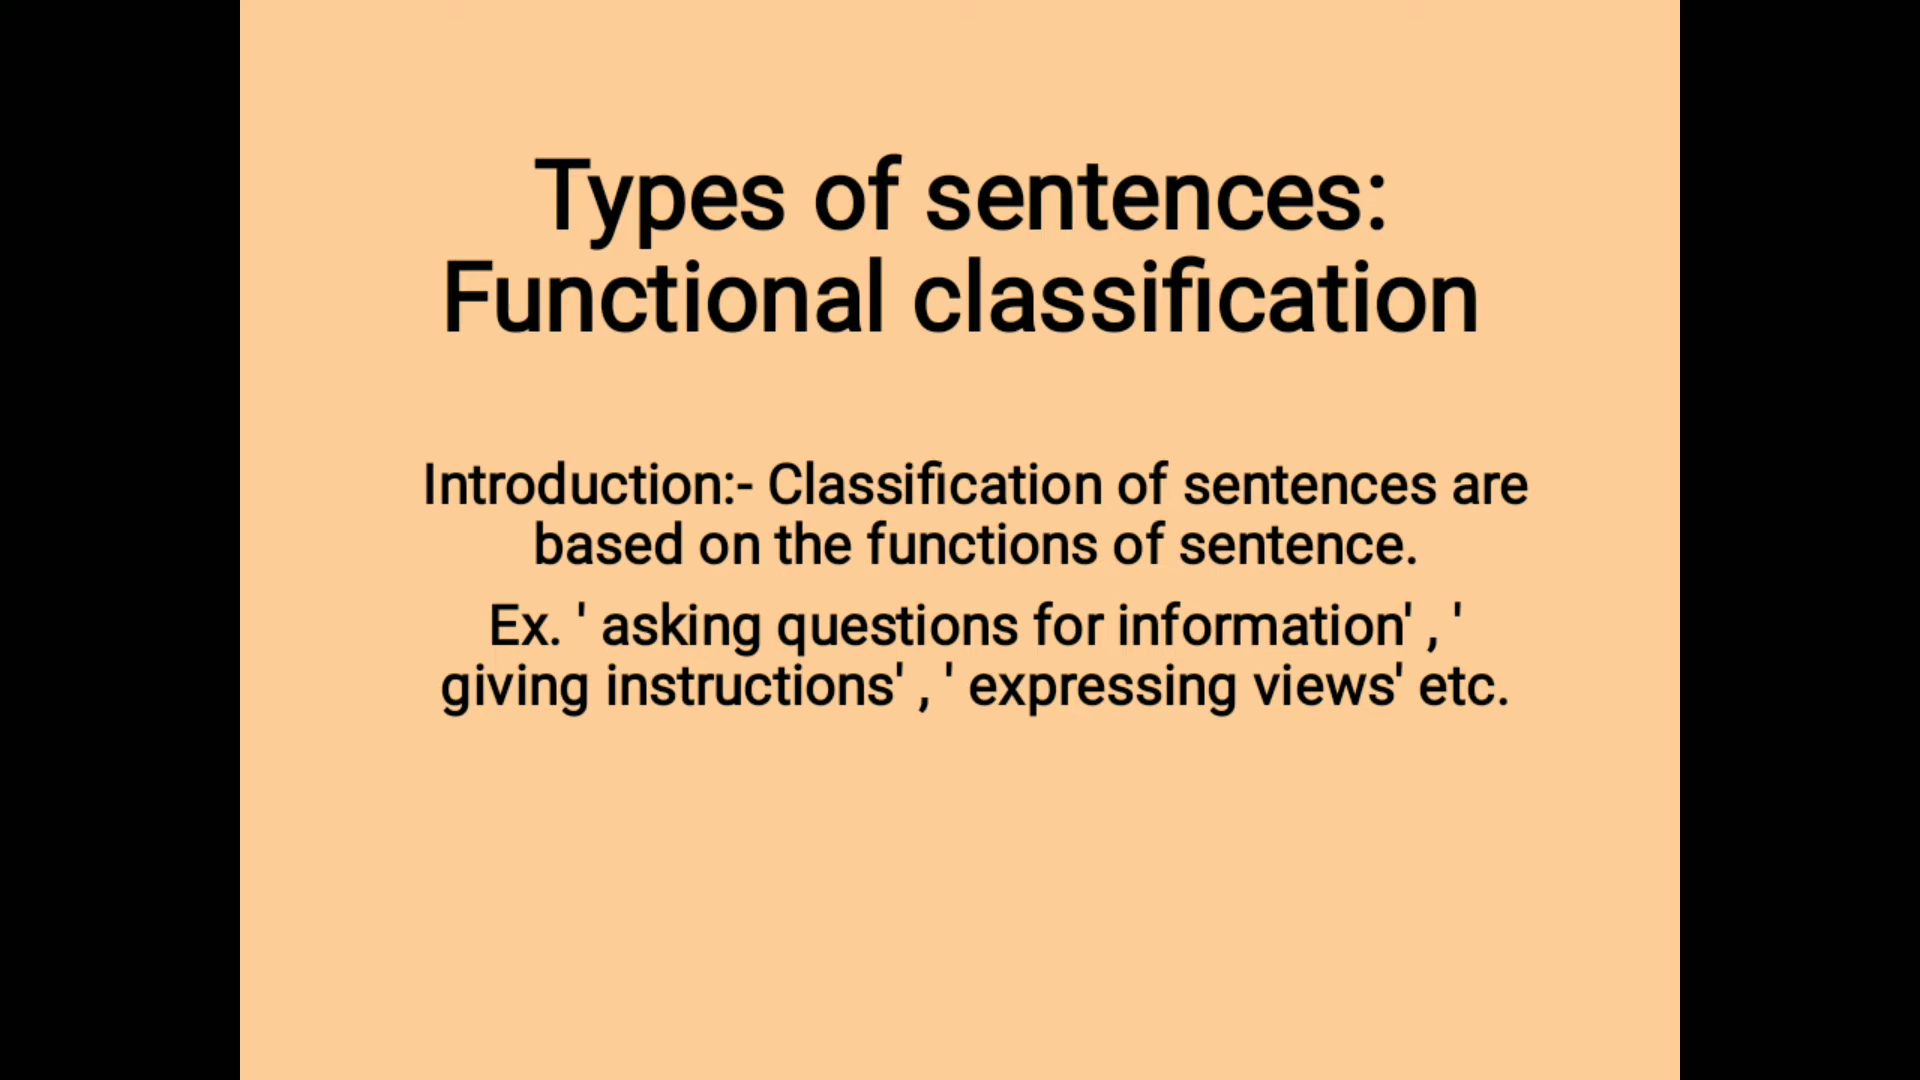 Types of sentences:
Functional classification
Introduction:- Classification of sentences are
based on the functions of sentence.
Ex. ' asking questions for information' , '
giving instructions' , ' expressing views' etc.